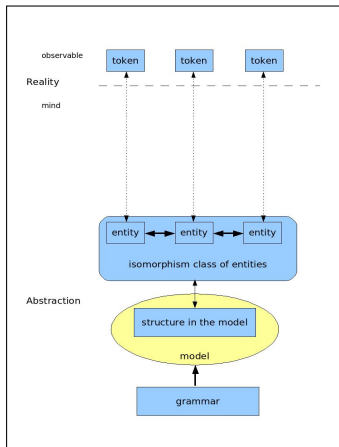 observable
token token token
Reality
mind
entity entity entity
isomorphism class of entities
Abstraction
structure in the model
model
grammar